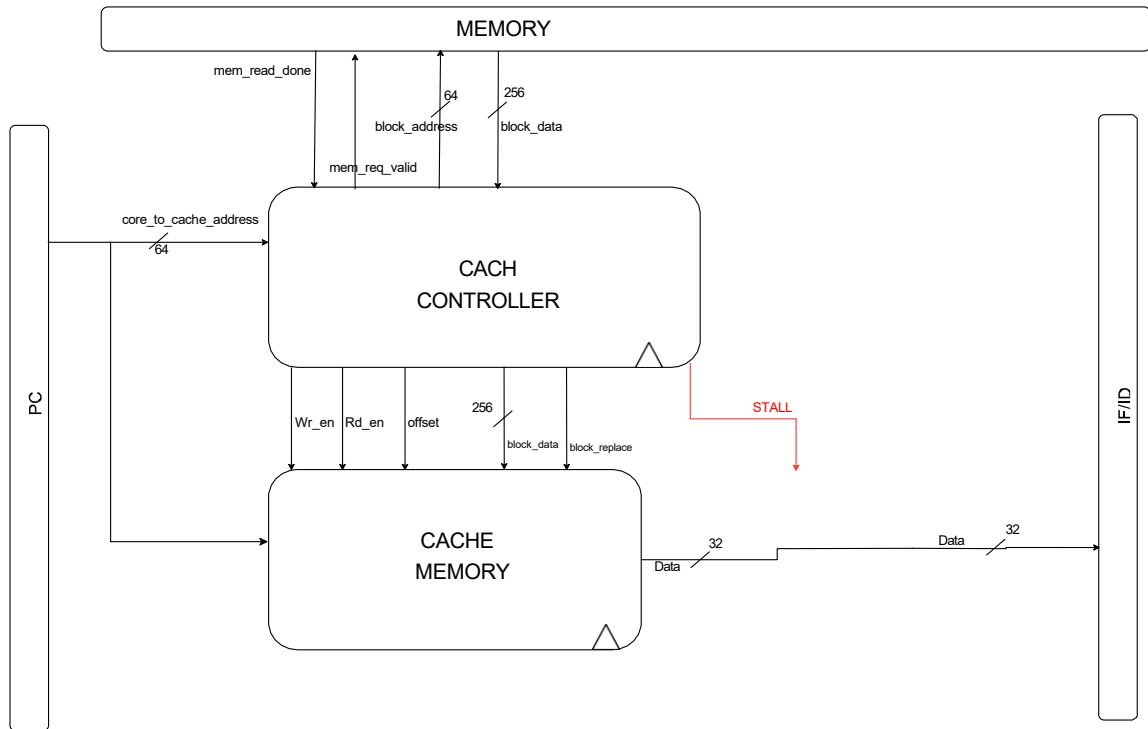 MEMORY
mem_read_done
64
256
block_address
block_data
mem_req_valid
core_to_cache_address
64
CACH
CONTROLLER
PC
IF/ID
STALL
256
Wr_en
Rd_en
offset
block_data
block_replace
CACHE
MEMORY
32
Data
Data
32